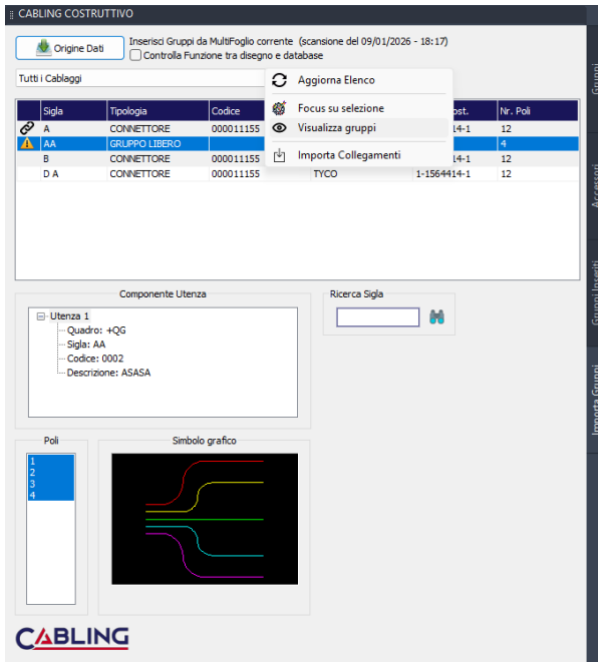 CABLING COSTRUTTIVO
Origine Dati
Inserisci Gruppi da MultiFoglio corrente (scansione del 09/01/2026 - 18:17)
Controlla Funzione tra disegno e database
Tutti i Cablaggi
Aggiorna Elenco
Focus su selezione
Visualizza gruppi
Importa Collegamenti
Sigla Tipologia Codice ost. Nr. Poli
A CONNETTORE 000011155 14-1 12
AA GRUPPO LIBERO 4
B CONNETTORE 000011155 14-1 12
D A CONNETTORE 000011155 TYCO 1-1564414-1 12
Componente Utenza
Utenza 1
Quadro: +QG
Sigla: AA
Codice: 0002
Descrizione: ASASA
Ricerca Sigla
Poli
1
2
3
4
Simbolo grafico
CABLING
Gruppi
Accessori
Gruppi Inseriti
Importa Gruppi